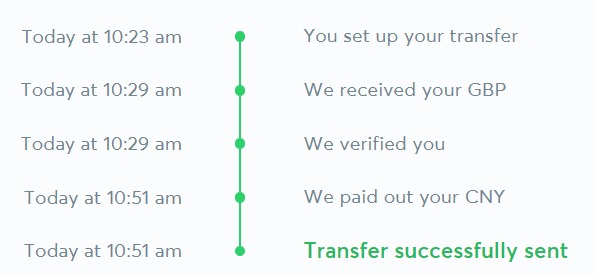 Today at 10:23 am You set up your transfer
Today at 10:29 am We received your GBP
Today at 10:29 am We verified you
Today at 10:51 am We paid out your CNY
Today at 10:51 am Transfer successfully sent